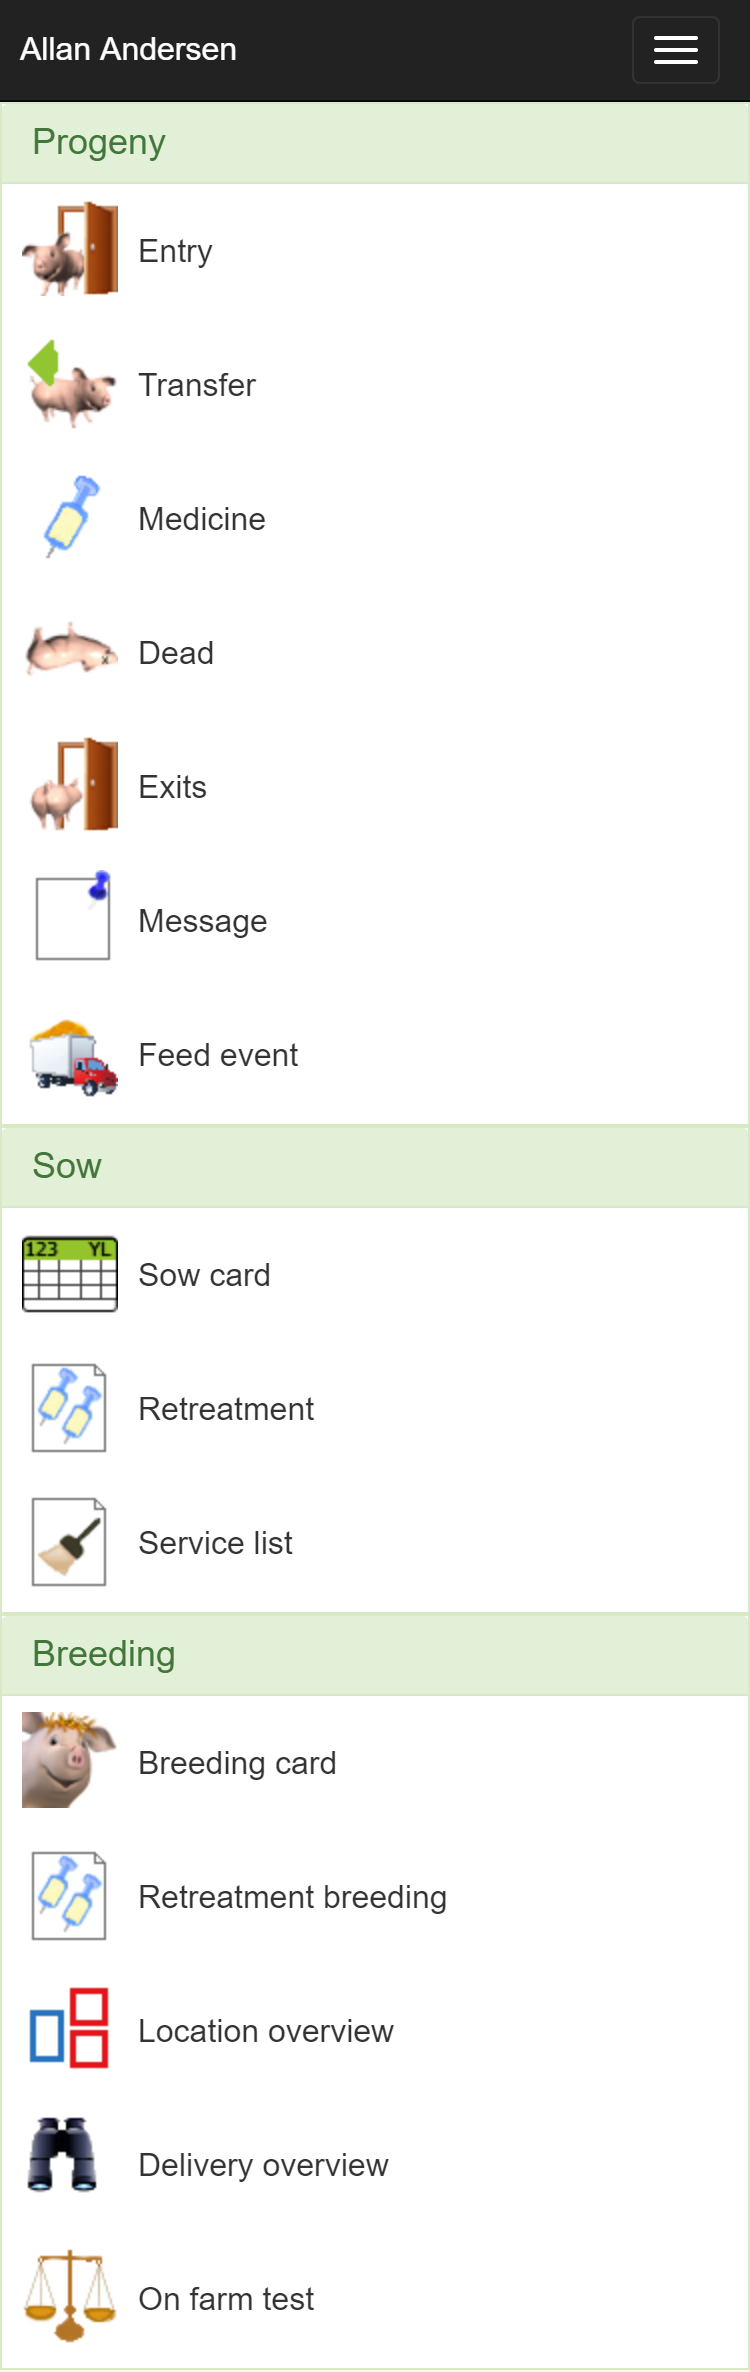 Allan Andersen
Progeny
Entry
Transfer
Medicine
Dead
Exits
Message
Feed event
Sow
123 YL
Sow card
Retreatment
Service list
Breeding
Breeding card
Retreatment breeding
Location overview
Delivery overview
On farm test